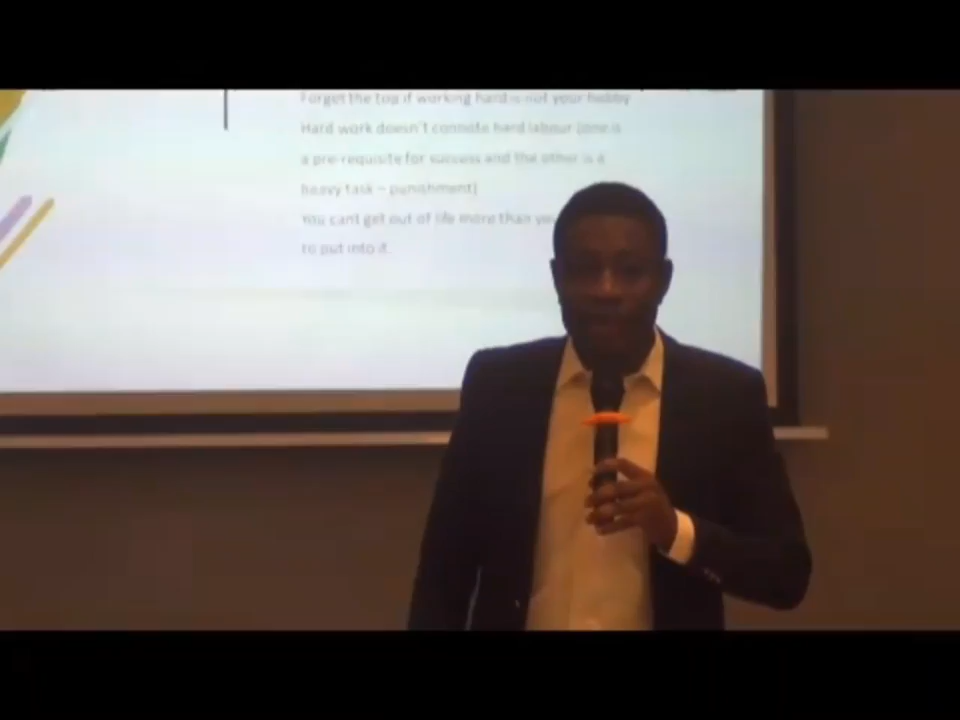 Forget the top if working hard is not your hobby
Hard work doesn't connote hard labour (one is
a pre-requisite for success and the other is a
heavy task – punishment)
You cant get out of life more than you
to put into it.